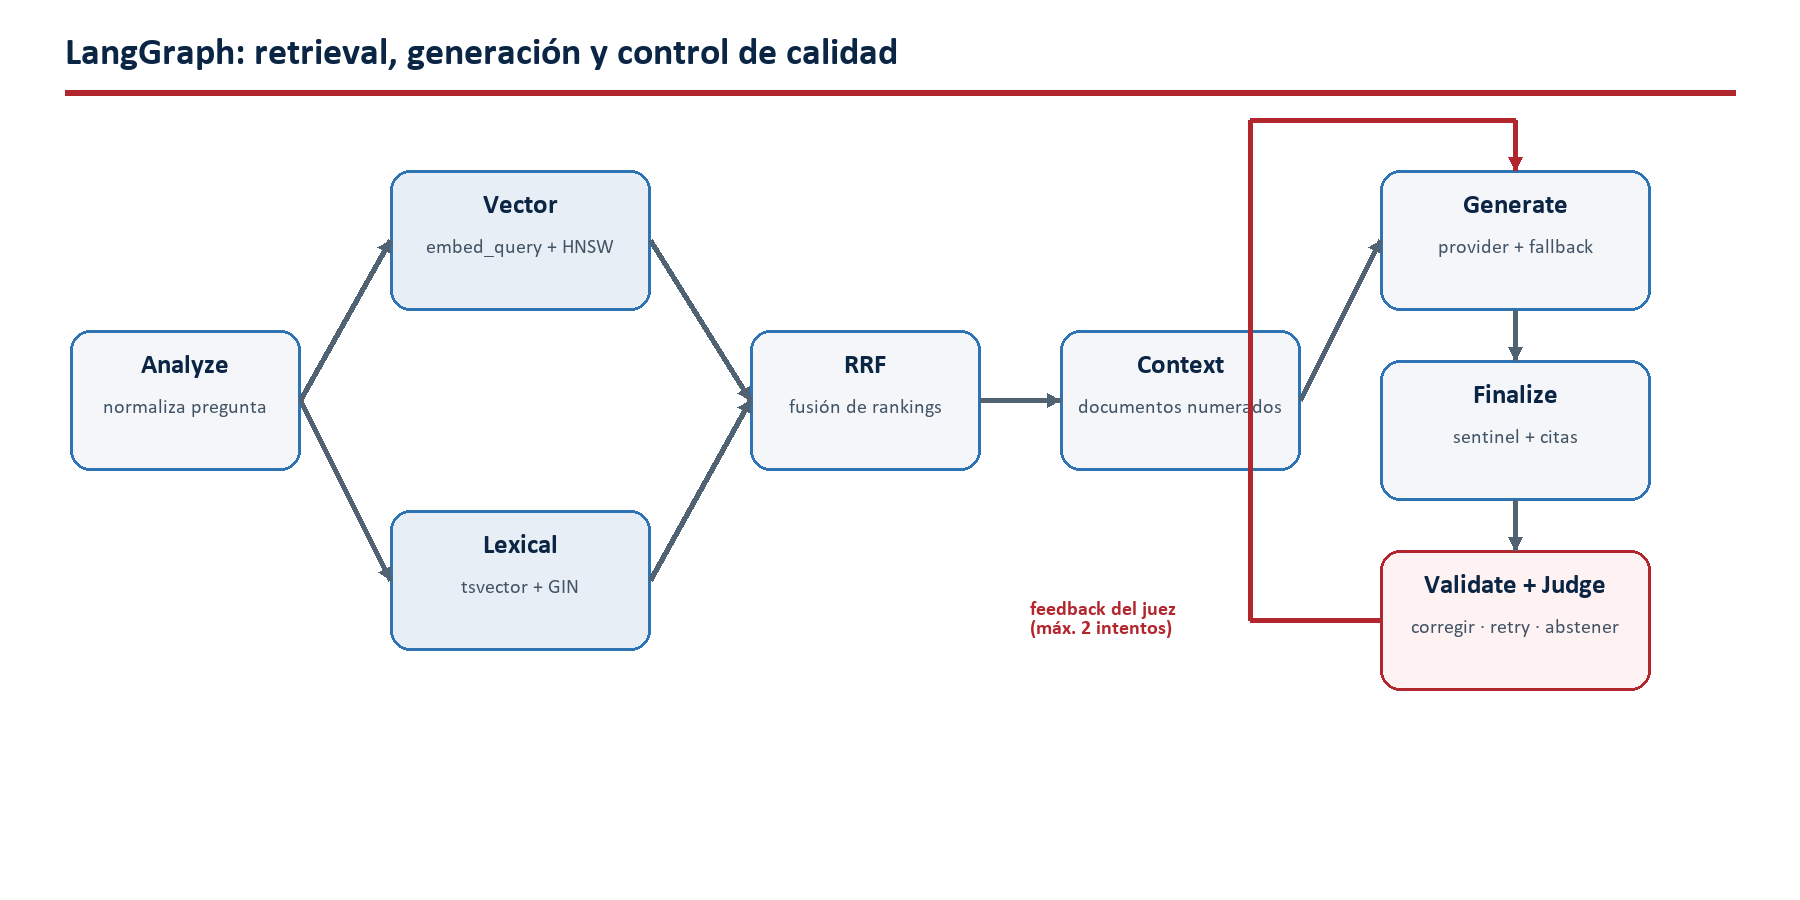 LangGraph: retrieval, generación y control de calidad
Analyze
normaliza pregunta
Vector
embed_query + HNSW
Lexical
tsvector + GIN
RRF
fusión de rankings
Context
documentos numerados
Generate
provider + fallback
Finalize
sentinel + citas
Validate + Judge
corregir · retry · abstener
feedback del juez
(máx. 2 intentos)